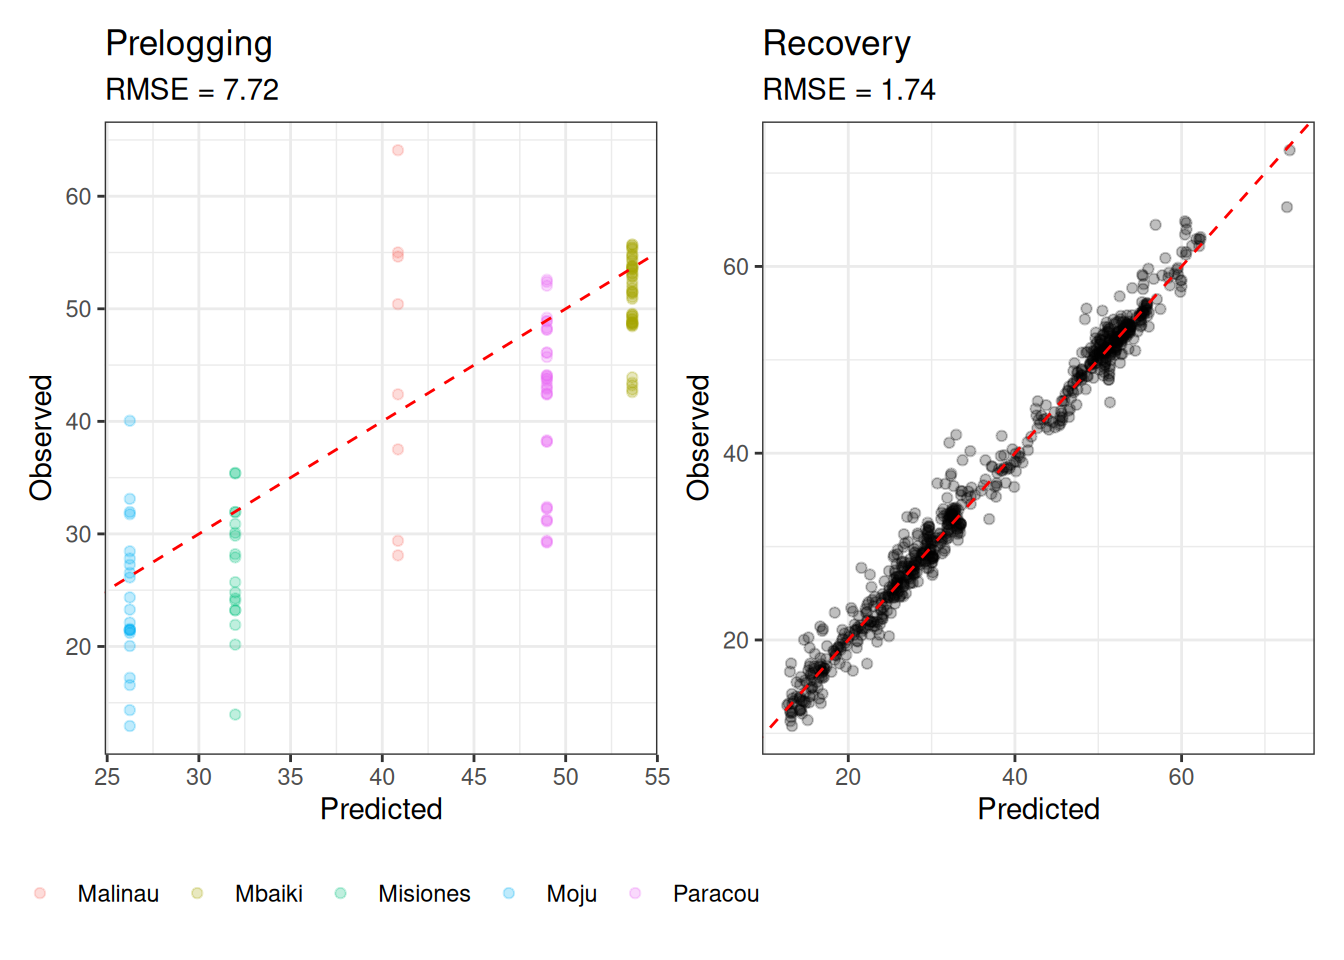 Prelogging
RMSE = 7.72
60
50
40
30
20
25 30 35 40 45 50 55
Predicted
Observed
Recovery
RMSE = 1.74
60
40
20
20 40 60
Predicted
Observed
Malinau Mbaiki Misiones Moju Paracou